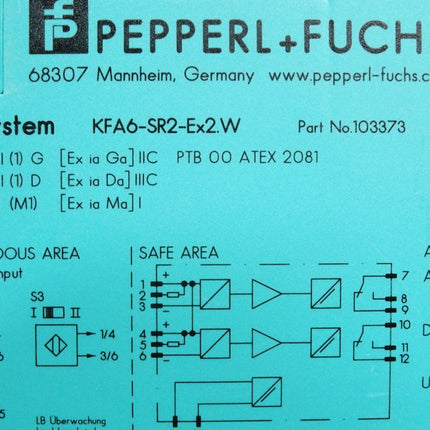 PEPPERL+FUCH
68307 Mannheim, Germany www.pepperl-fuchs.c
stem KFA6-SR2-Ex2.W Part No.103373
I (1) G [Ex ia Ga] IIC PTB 00 ATEX 2081
I (1) D [Ex ia Da] IIIC
(M1) [Ex ia Ma] I
DOUS AREA SAFE AREA
nput
S3
I II
1/4
3/6
+
1
2
3
-
+
4
5
6
-
7
8
9
10
11
12
A
A
D
U
6
5
LB Überwachung